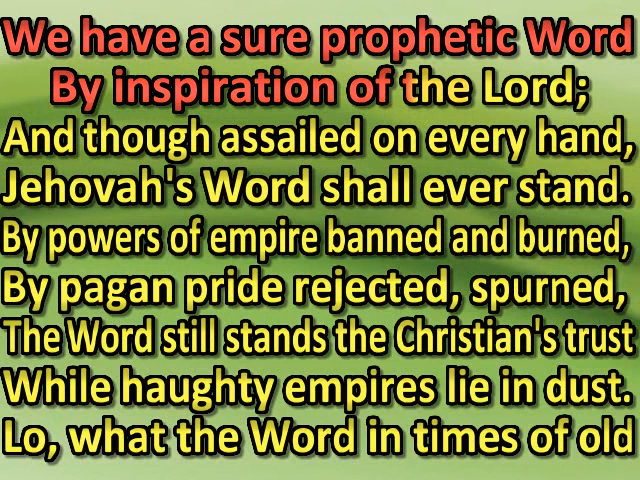 We have a sure prophetic Word
By inspiration of the Lord;
And though assailed on every hand,
Jehovah's Word shall ever stand.
By powers of empire banned and burned,
By pagan pride rejected, spurned,
The Word still stands the Christian's trust
While haughty empires lie in dust.
Lo, what the Word in times of old